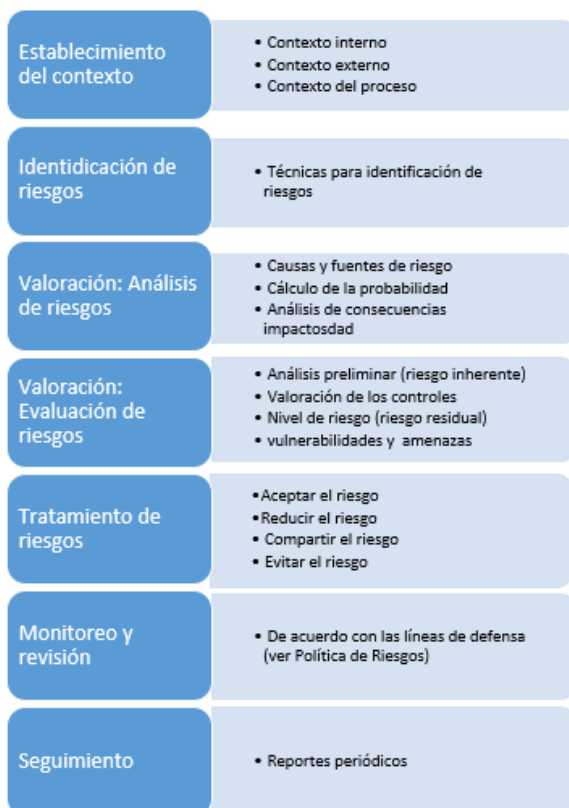 Establecimiento
del contexto
• Contexto interno
• Contexto externo
• Contexto del proceso
Identidicación de
riesgos
• Técnicas para identificación de
riesgos
Valoración: Análisis
de riesgos
• Causas y fuentes de riesgo
• Cálculo de la probabilidad
• Análisis de consecuencias
impactosdad
Valoración:
Evaluación de
riesgos
• Análisis preliminar (riesgo inherente)
• Valoración de los controles
• Nivel de riesgo (riesgo residual)
• vulnerabilidades y amenazas
Tratamiento de
riesgos
•Aceptar el riesgo
•Reducir el riesgo
• Compartir el riesgo
• Evitar el riesgo
Monitoreo y
revisión
• De acuerdo con las líneas de defensa
(ver Política de Riesgos)
Seguimiento
• Reportes periódicos